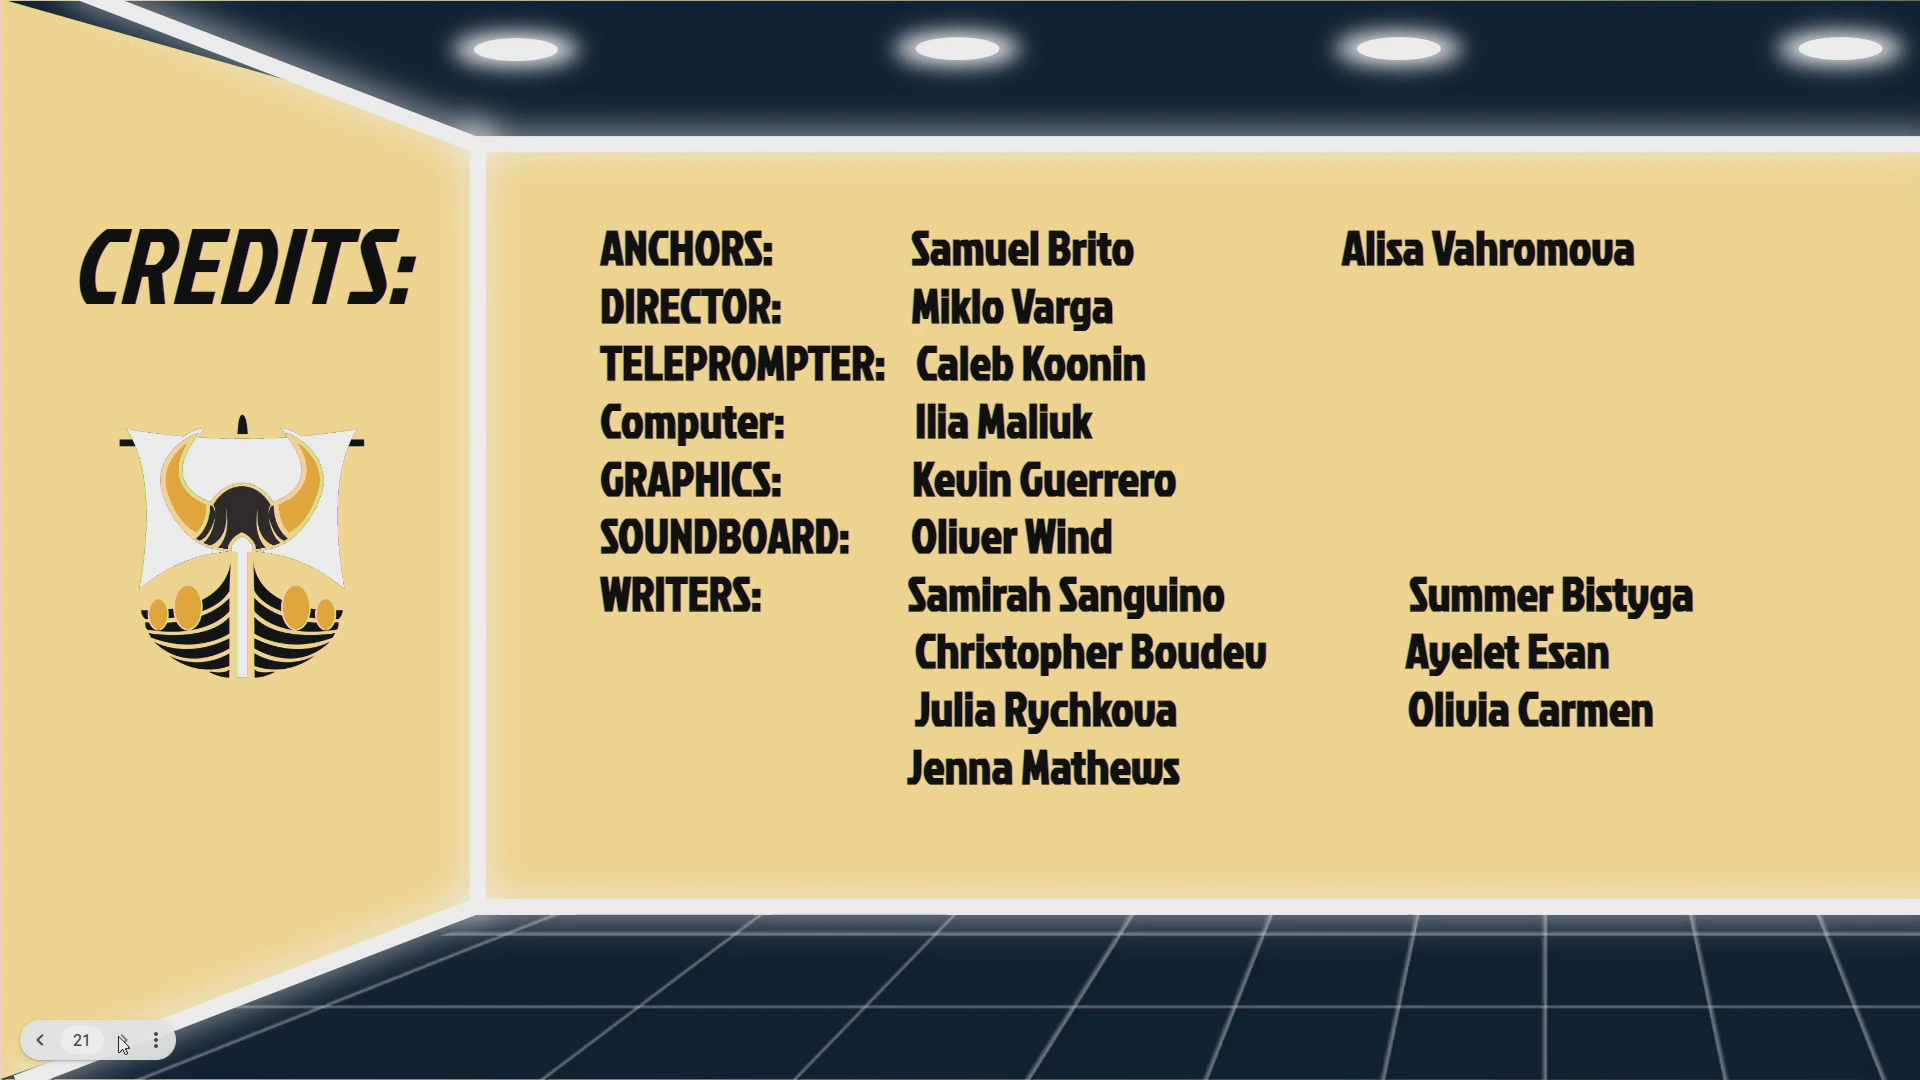 CREDITS:
ANCHORS: Samuel Brito Alisa Vahromova
DIRECTOR: Miklo Varga
TELEPROMPTER: Caleb Koonin
Computer: Ilia Maliuk
GRAPHICS: Kevin Guerrero
SOUNDBOARD: Oliver Wind
WRITERS: Samirah Sanguino Summer Bistyga
Christopher Boudev Ayelet Esan
Julia Rychkova Olivia Carmen
Jenna Mathews
21